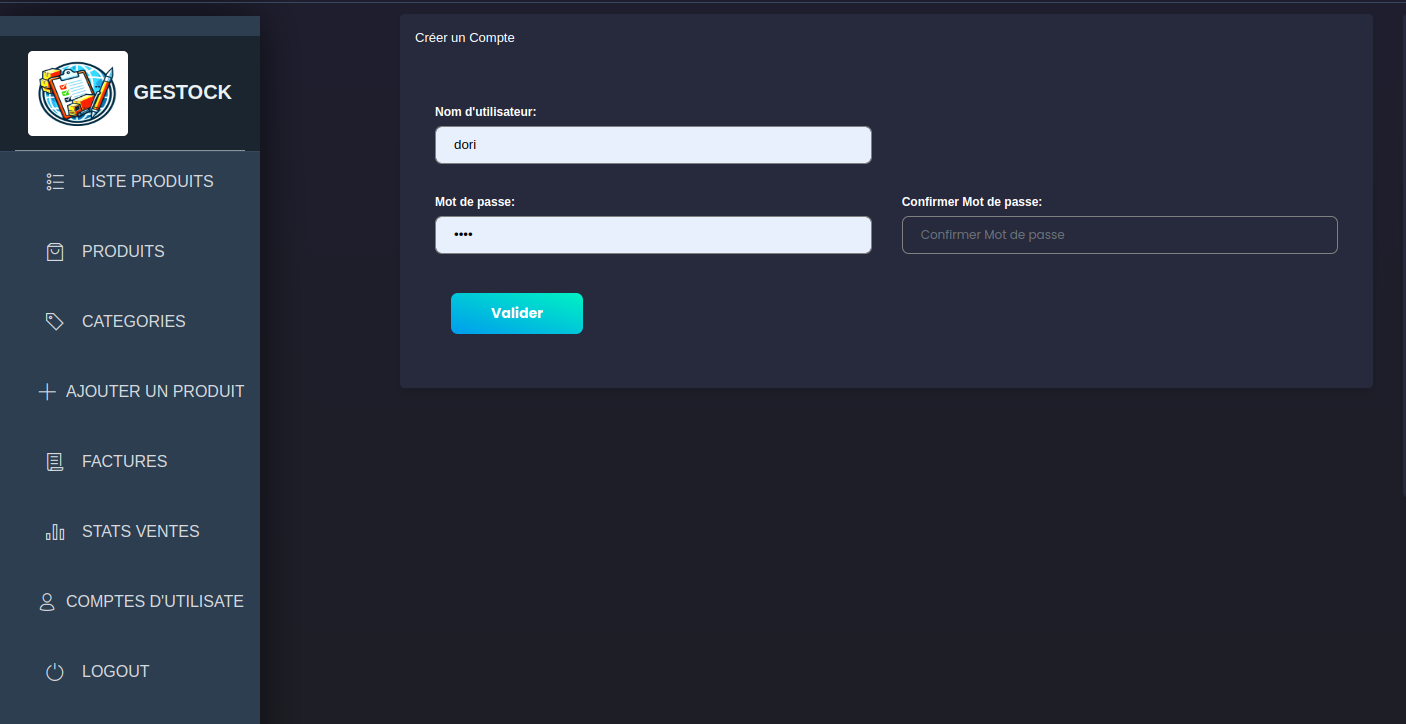 GESTOCK
LISTE PRODUITS
PRODUITS
CATEGORIES
AJOUTER UN PRODUIT
FACTURES
STATS VENTES
COMPTES D'UTILISATE
LOGOUT
Créer un Compte
Nom d'utilisateur:
dori
Mot de passe:
••••
Confirmer Mot de passe:
Confirmer Mot de passe
Valider